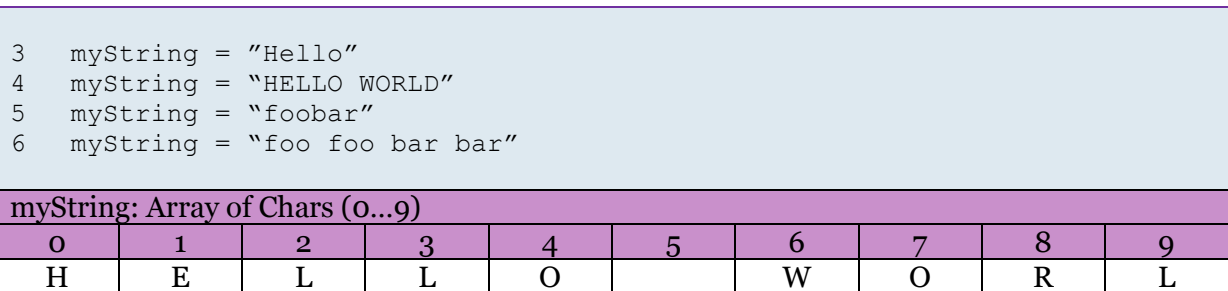 3 myString = ”Hello”
4 myString = “HELLO WORLD”
5 myString = “foobar”
6 myString = “foo foo bar bar”
myString: Array of Chars (0…9)
0 1 2 3 4 5 6 7 8 9
H E L L O W O R L